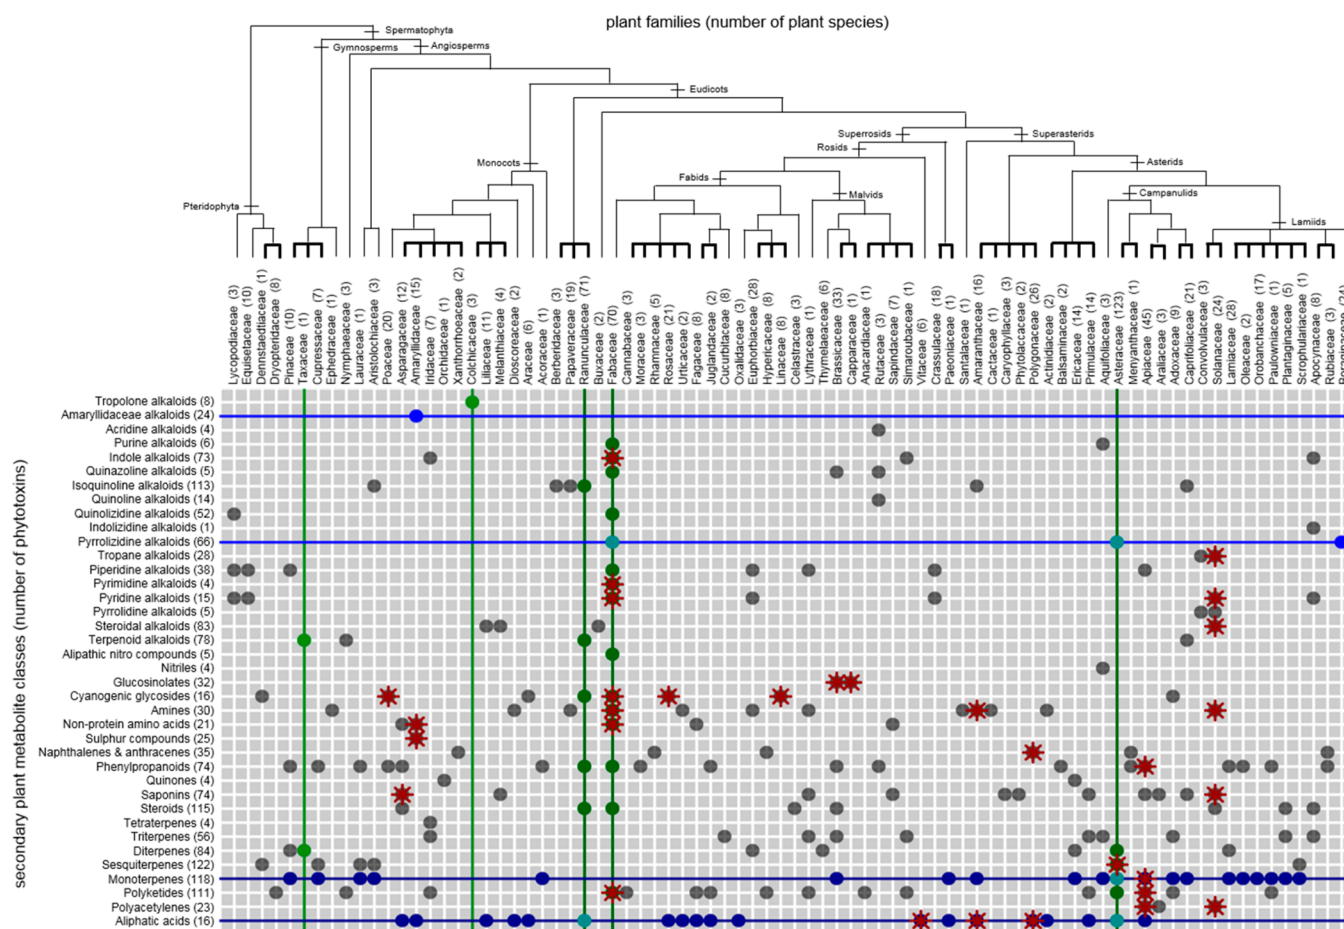 plant families (number of plant species)
Spermatophyta
Gymnosperms
Angiosperms
Eudicots
Superrosids
Superasterids
Rosids
Monocots
Asterids
Fabids
Malvids
Campanulids
Pteridophyta
Lamiids
Lycopodiaceae (3)
Equisetaceae (10)
Dennstaedtiaceae (1)
Dryopteridaceae (8)
Pinaceae (10)
Taxaceae (1)
Cupressaceae (7)
Ephedraceae (1)
Nymphaeaceae (3)
Lauraceae (1)
Aristolochiaceae (3)
Poaceae (20)
Asparagaceae (12)
Amaryllidaceae (15)
Iridaceae (7)
Orchidaceae (1)
Xanthorrhoeaceae (2)
Colchicaceae (3)
Liliaceae (11)
Melanthiaceae (4)
Dioscoreaceae (2)
Araceae (6)
Acoraceae (1)
Berberidaceae (3)
Papaveraceae (19)
Ranunculaceae (71)
Buxaceae (2)
Fabaceae (70)
Cannabaceae (3)
Moraceae (3)
Rhamnaceae (5)
Rosaceae (21)
Urticaceae (2)
Fagaceae (8)
Juglandaceae (2)
Cucurbitaceae (8)
Oxalidaceae (3)
Euphorbiaceae (28)
Hypericaceae (8)
Linaceae (8)
Celastraceae (3)
Lythraceae (1)
Thymelaeaceae (6)
Brassicaceae (33)
Capparaceae (1)
Anacardiaceae (1)
Rutaceae (3)
Sapindaceae (7)
Simaroubaceae (1)
Vitaceae (6)
Crassulaceae (18)
Paeoniaceae (1)
Santalaceae (1)
Amaranthaceae (16)
Cactaceae (1)
Caryophyllaceae (3)
Phytolaccaceae (2)
Polygonaceae (26)
Actinidiaceae (2)
Balsaminaceae (2)
Ericaceae (14)
Primulaceae (14)
Aquifoliaceae (3)
Asteraceae (123)
Menyanthaceae (1)
Apiaceae (45)
Araliaceae (3)
Adoxaceae (9)
Caprifoliaceae (21)
Convolvulaceae (3)
Solanaceae (24)
Lamiaceae (28)
Oleaceae (2)
Orobanchaceae (17)
Paulowniaceae (1)
Plantaginaceae (5)
Scrophulariaceae (1)
Apocynaceae (8)
Rubiaceae (3)
secondary plant metabolite classes (number of phytotoxins)
Tropolone alkaloids (8)
Amaryllidaceae alkaloids (24)
Acridine alkaloids (4)
Purine alkaloids (6)
Indole alkaloids (73)
Quinazoline alkaloids (5)
Isoquinoline alkaloids (113)
Quinoline alkaloids (14)
Quinolizidine alkaloids (52)
Indolizidine alkaloids (1)
Pyrrolizidine alkaloids (66)
Tropane alkaloids (28)
Piperidine alkaloids (38)
Pyrimidine alkaloids (4)
Pyridine alkaloids (15)
Pyrrolidine alkaloids (5)
Steroidal alkaloids (83)
Terpenoid alkaloids (78)
Alipathic nitro compounds (5)
Nitriles (4)
Glucosinolates (32)
Cyanogenic glycosides (16)
Amines (30)
Non-protein amino acids (21)
Sulphur compounds (25)
Naphthalenes & anthracenes (35)
Phenylpropanoids (74)
Quinones (4)
Saponins (74)
Steroids (115)
Tetraterpenes (4)
Triterpenes (56)
Diterpenes (84)
Sesquiterpenes (122)
Monoterpenes (118)
Polyketides (111)
Polyacetylenes (23)
Aliphatic acids (16)